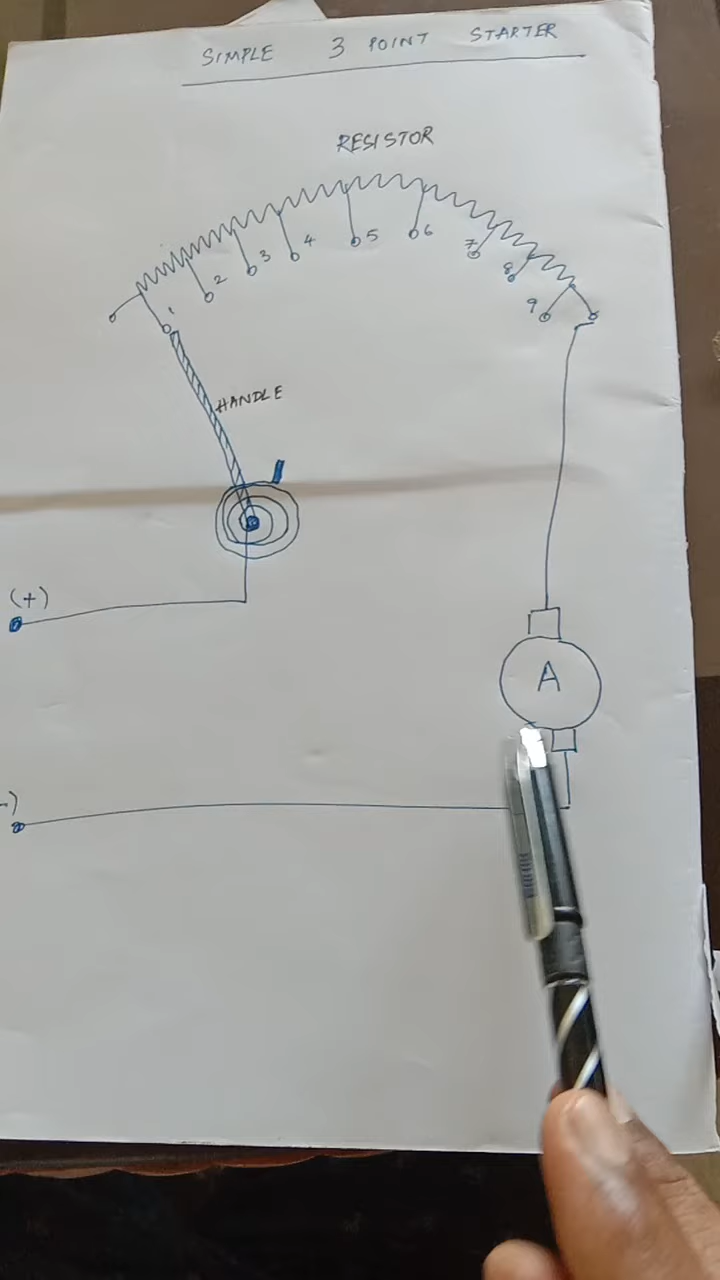 SIMPLE 3 POINT STARTER
RESISTOR
1 2 3 4 5 6 7 8 9
HANDLE
(+)
A
-)